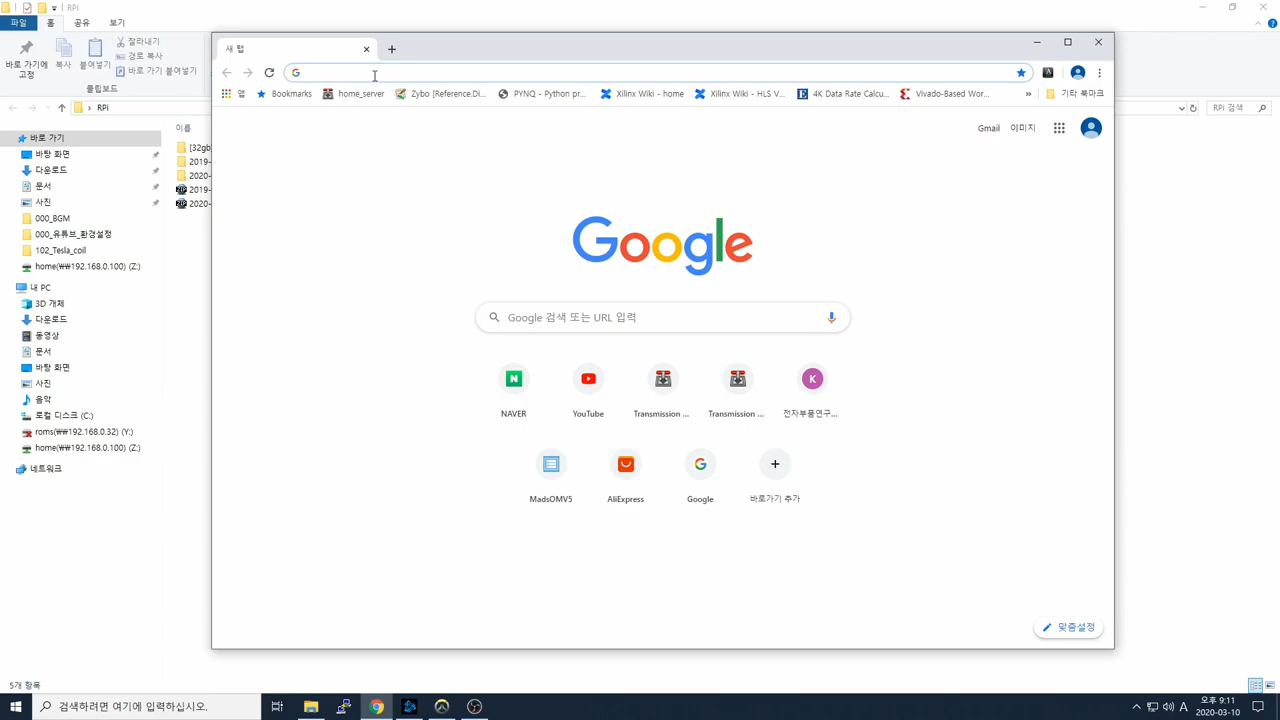 RPi
파일
홈
공유
보기
바로 가기에
고정
복사
붙여넣기
잘라내기
경로 복사
바로 가기 붙여넣기
클립보드
RPi
RPi 검색
바로 가기
바탕 화면
다운로드
문서
사진
000_BGM
000_유튜브_환경설정
102_Tesla_coil
home(₩₩192.168.0.100) (Z:)
내 PC
3D 개체
다운로드
동영상
문서
바탕 화면
사진
음악
로컬 디스크 (C:)
roms(₩₩192.168.0.32) (Y:)
home(₩₩192.168.0.100) (Z:)
네트워크
5개 항목
이름
[32gb
2019-
2020-
2019-
2020-
새 탭
앱
Bookmarks
home_server
Zybo [Reference.Di...
PYNQ - Python pr...
Xilinx Wiki - home
Xilinx Wiki - HLS V...
4K Data Rate Calcu...
Vivado-Based Wor...
»
기타 북마크
Gmail
이미지
Google
Google 검색 또는 URL 입력
N
K
NAVER
YouTube
Transmission ...
Transmission ...
전자부품연구...
MadsOMV5
AliExpress
Google
바로가기 추가
맞춤설정
검색하려면 여기에 입력하십시오.
A
오후 9:11
2020-03-10